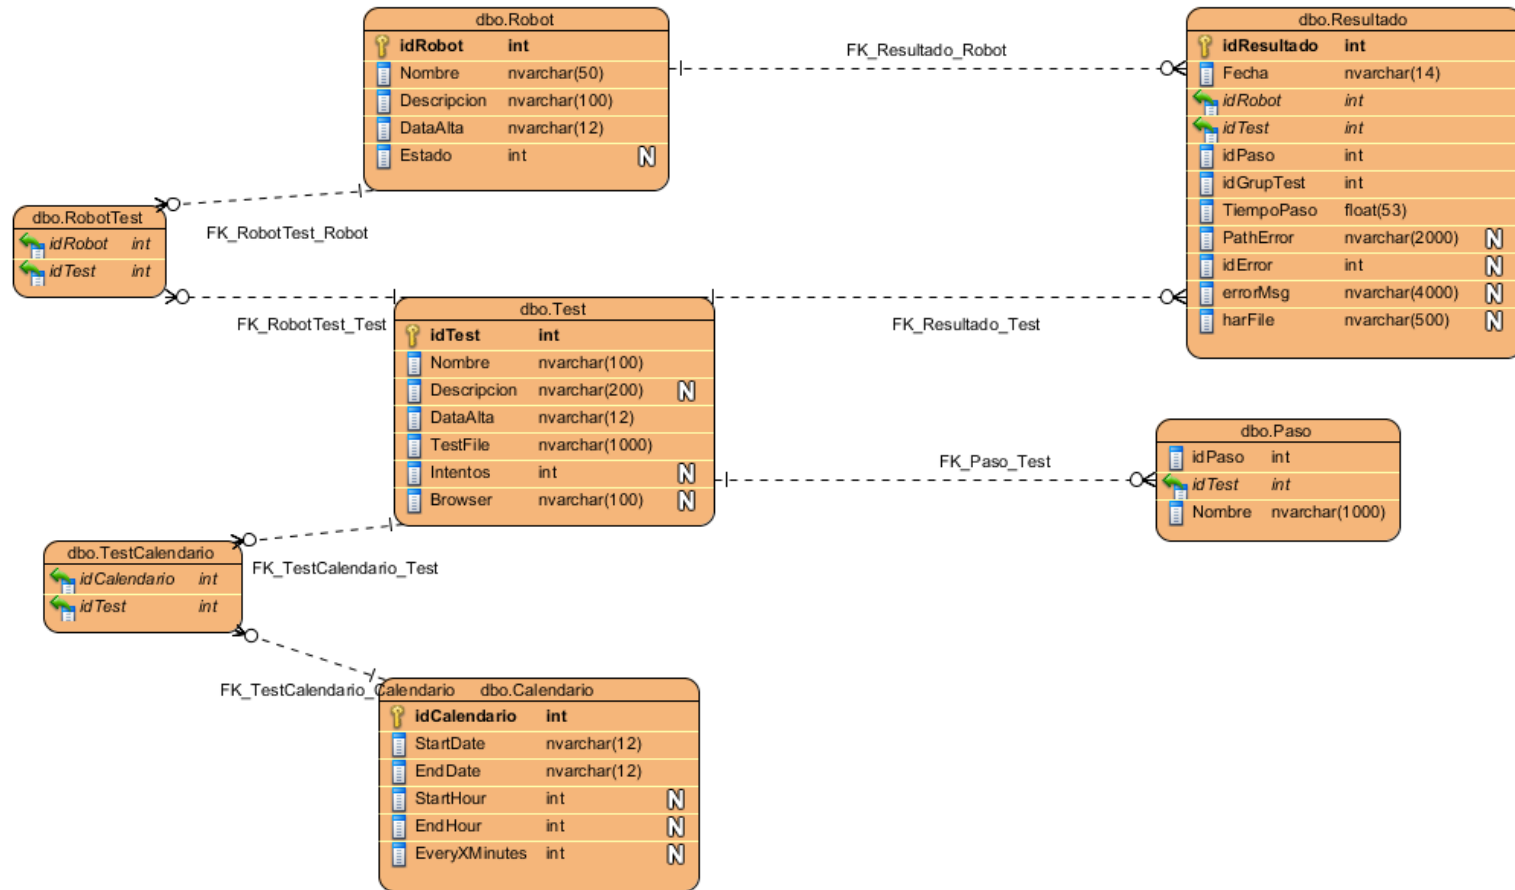 dbo.Robot
idRobot int
Nombre nvarchar(50)
Descripcion nvarchar(100)
DataAlta nvarchar(12)
Estado int N
FK_Resultado_Robot
dbo.Resultado
idResultado int
Fecha nvarchar(14)
idRobot int
idTest int
idPaso int
idGrupTest int
TiempoPaso float(53)
PathError nvarchar(2000) N
idError int N
errorMsg nvarchar(4000) N
harFile nvarchar(500) N
dbo.RobotTest
idRobot int
idTest int
FK_RobotTest_Robot
FK_RobotTest_Test
FK_Resultado_Test
dbo.Test
idTest int
Nombre nvarchar(100)
Descripcion nvarchar(200) N
DataAlta nvarchar(12)
TestFile nvarchar(1000)
Intentos int N
Browser nvarchar(100) N
FK_Paso_Test
dbo.Paso
idPaso int
idTest int
Nombre nvarchar(1000)
dbo.TestCalendario
idCalendario int
idTest int
FK_TestCalendario_Test
FK_TestCalendario_Calendario
dbo.Calendario
idCalendario int
StartDate nvarchar(12)
EndDate nvarchar(12)
StartHour int N
EndHour int N
EveryXMinutes int N